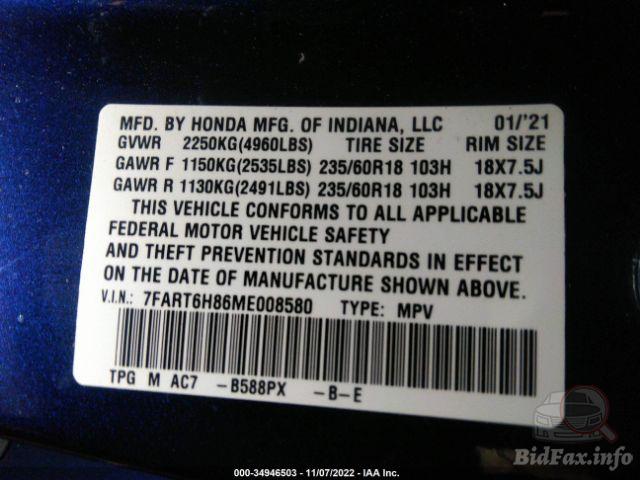 MFD. BY HONDA MFG. OF INDIANA, LLC 01/'21
GVWR 2250KG(4960LBS) TIRE SIZE RIM SIZE
GAWR F 1150KG(2535LBS) 235/60R18 103H 18X7.5J
GAWR R 1130KG(2491LBS) 235/60R18 103H 18X7.5J
THIS VEHICLE CONFORMS TO ALL APPLICABLE
FEDERAL MOTOR VEHICLE SAFETY
AND THEFT PREVENTION STANDARDS IN EFFECT
ON THE DATE OF MANUFACTURE SHOWN ABOVE.
V.I.N.: 7FART6H86ME008580 TYPE: MPV
TPG M AC7 -B588PX -B-E
BidFax.info
000-34946503 - 11/07/2022 - IAA Inc.